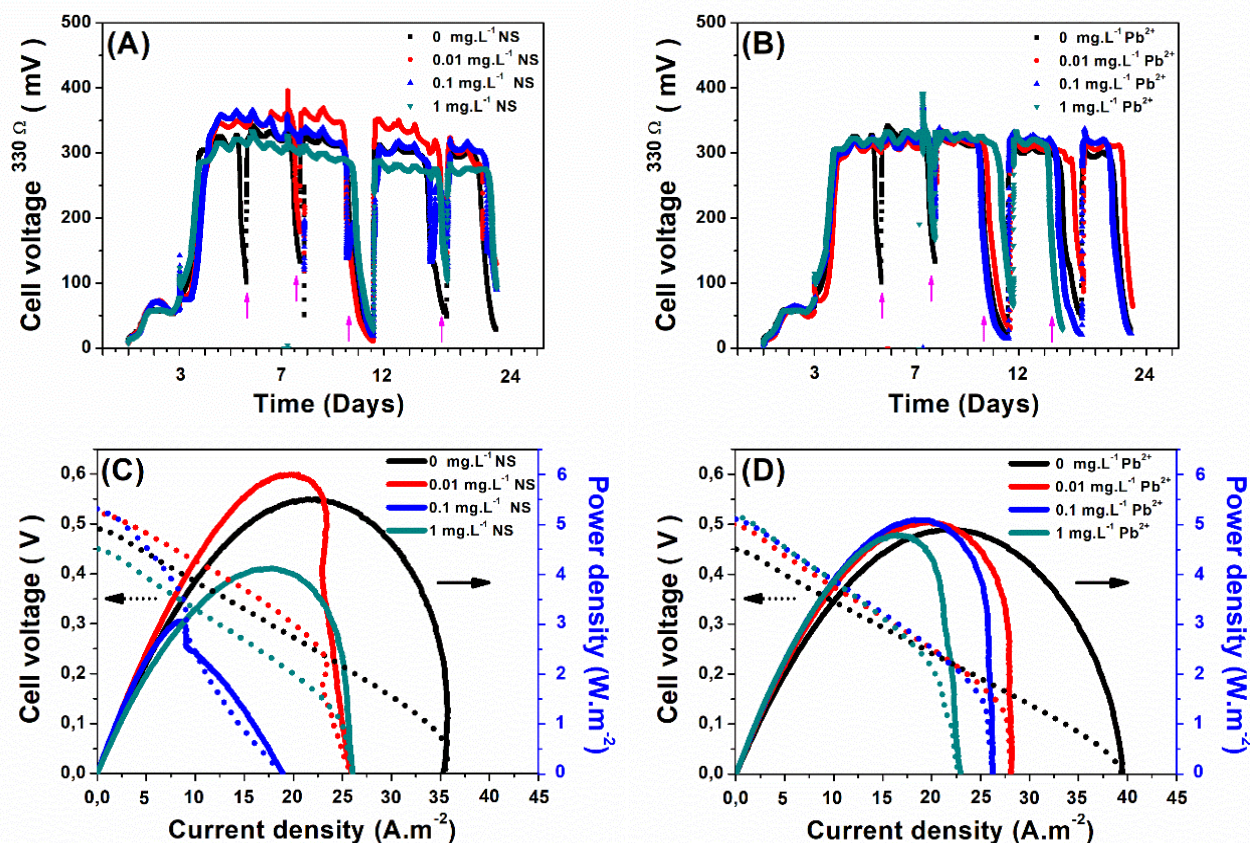 (A)
500
400
300
200
100
0
Cell voltage 330 Ω ( mV)
0 mg.L⁻¹ NS
0.01 mg.L⁻¹ NS
0.1 mg.L⁻¹ NS
1 mg.L⁻¹ NS
3 7 12 24
Time (Days)
(B)
500
400
300
200
100
0
Cell voltage 330 Ω ( mV)
0 mg.L⁻¹ Pb²⁺
0.01 mg.L⁻¹ Pb²⁺
0.1 mg.L⁻¹ Pb²⁺
1 mg.L⁻¹ Pb²⁺
3 7 12 24
Time (Days)
(C)
0,6
0,5
0,4
0,3
0,2
0,1
0,0
Cell voltage ( V)
0 mg.L⁻¹ NS
0.01 mg.L⁻¹ NS
0.1 mg.L⁻¹ NS
1 mg.L⁻¹ NS
6
5
4
3
2
1
0
Power density (W.m⁻²)
0,0 5 10 15 20 25 30 35 40 45
Current density (A.m⁻²)
(D)
0,6
0,5
0,4
0,3
0,2
0,1
0,0
Cell voltage ( V)
0 mg.L⁻¹ Pb²⁺
0.01 mg.L⁻¹ Pb²⁺
0.1 mg.L⁻¹ Pb²⁺
1 mg.L⁻¹ Pb²⁺
6
5
4
3
2
1
0
Power density (W.m⁻²)
0,0 5 10 15 20 25 30 35 40 45
Current density (A.m⁻²)